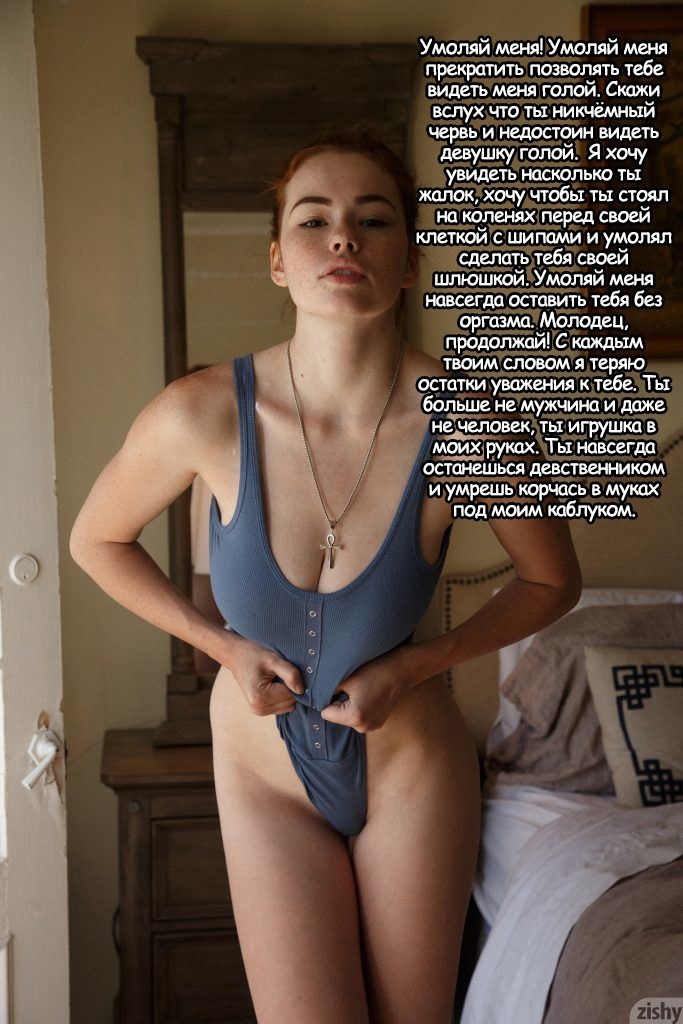 Умоляй меня! Умоляй меня
прекратить позволять тебе
видеть меня голой. Скажи
вслух что ты никчёмный
червь и недостоин видеть
девушку голой. Я хочу
увидеть насколько ты
жалок, хочу чтобы ты стоял
на коленях перед своей
клеткой с шипами и умолял
сделать тебя своей
шлюшкой. Умоляй меня
навсегда оставить тебя без
оргазма. Молодец,
продолжай! С каждым
твоим словом я теряю
остатки уважения к тебе. Ты
больше не мужчина и даже
не человек, ты игрушка в
моих руках. Ты навсегда
останешься девственником
и умрешь корчась в муках
под моим каблуком.
zishy